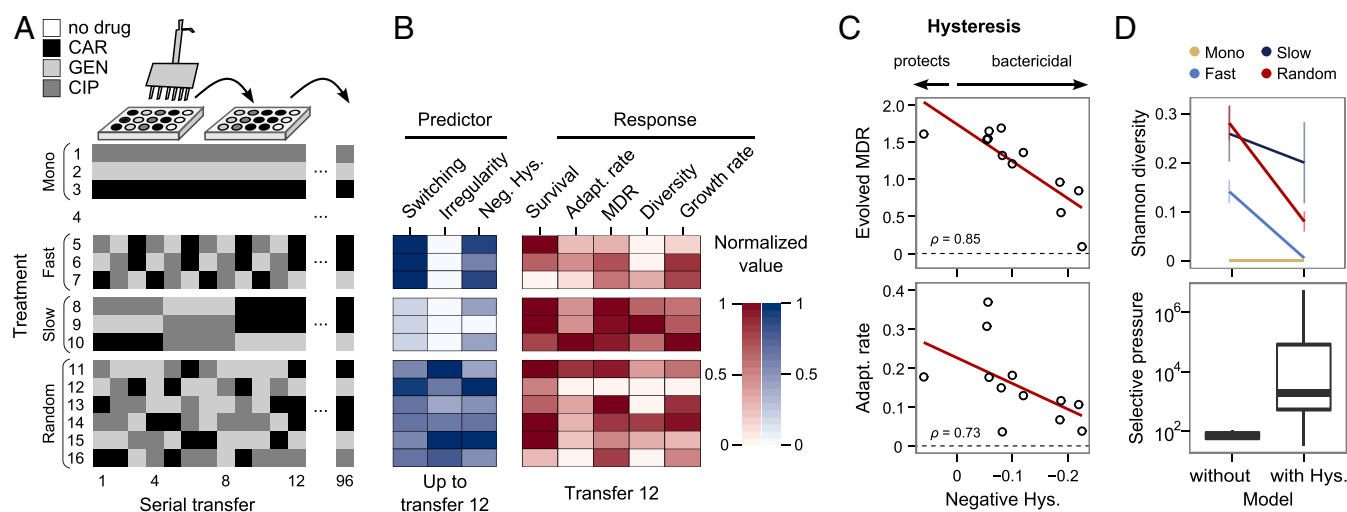 A
no drug
CAR
GEN
CIP
Treatment
Mono
1
2
3
4
Fast
5
6
7
Slow
8
9
10
Random
11
12
13
14
15
16
...
...
...
...
...
1 4 8 12 96
Serial transfer
B
Predictor
Response
Switching
Irregularity
Neg. Hys.
Survival
Adapt. rate
MDR
Diversity
Growth rate
Normalized
value
1 1
0.5 0.5
0 0
Up to
transfer 12
Transfer 12
C
Hysteresis
protects
bactericidal
Evolved MDR
2.0
1.5
1.0
0.5
0
ρ = 0.85
Adapt. rate
0.4
0.3
0.2
0.1
0
ρ = 0.73
0 −0.1 −0.2
Negative Hys.
D
Mono
Slow
Fast
Random
Shannon diversity
0.3
0.2
0.1
0
Selective pressure
10⁶
10⁴
10²
without with Hys.
Model